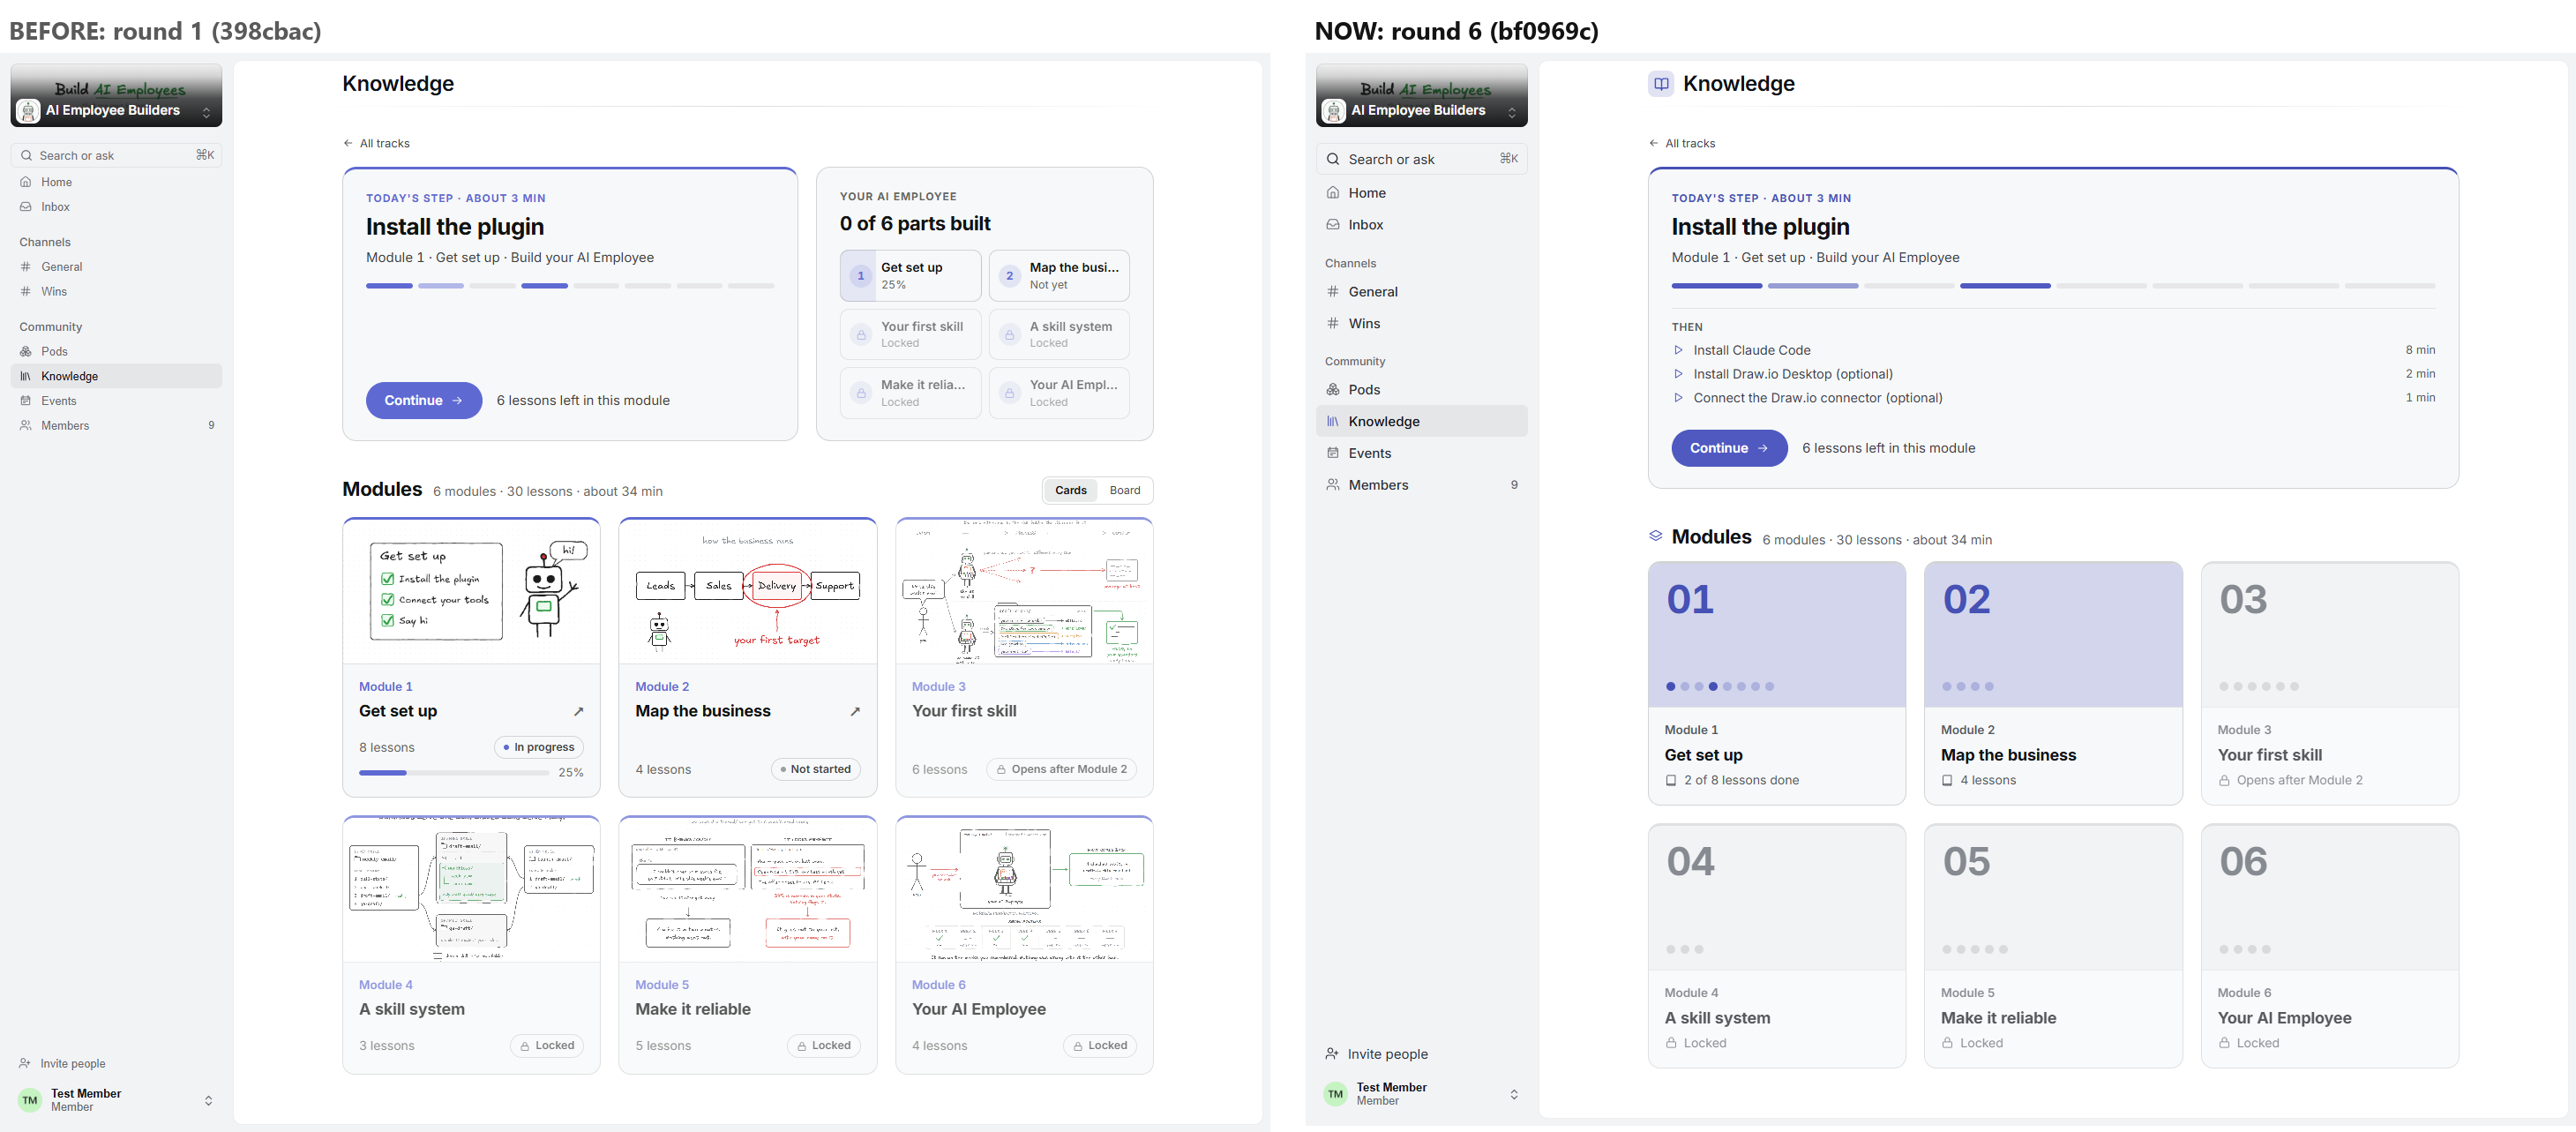 BEFORE: round 1 (398cbac)
Build AI Employees
AI Employee Builders
Search or ask ⌘K
Home
Inbox
Channels
# General
# Wins
Community
Pods
Knowledge
Events
Members 9
Invite people
TM Test Member
Member
Knowledge
← All tracks
TODAY'S STEP · ABOUT 3 MIN
Install the plugin
Module 1 · Get set up · Build your AI Employee
Continue →
6 lessons left in this module
YOUR AI EMPLOYEE
0 of 6 parts built
1 Get set up
25%
2 Map the busi...
Not yet
Your first skill
Locked
A skill system
Locked
Make it relia...
Locked
Your AI Empl...
Locked
Modules 6 modules · 30 lessons · about 34 min
Cards Board
Get set up
Install the plugin
Connect your tools
Say hi
hi!
Module 1
Get set up ↗
8 lessons In progress
25%
how the business runs
Leads Sales Delivery Support
your first target
Module 2
Map the business ↗
4 lessons Not started
Module 3
Your first skill
6 lessons Opens after Module 2
Module 4
A skill system
3 lessons Locked
Module 5
Make it reliable
5 lessons Locked
Module 6
Your AI Employee
4 lessons Locked
NOW: round 6 (bf0969c)
Build AI Employees
AI Employee Builders
Search or ask ⌘K
Home
Inbox
Channels
# General
# Wins
Community
Pods
Knowledge
Events
Members 9
Invite people
TM Test Member
Member
Knowledge
← All tracks
TODAY'S STEP · ABOUT 3 MIN
Install the plugin
Module 1 · Get set up · Build your AI Employee
THEN
Install Claude Code 8 min
Install Draw.io Desktop (optional) 2 min
Connect the Draw.io connector (optional) 1 min
Continue →
6 lessons left in this module
Modules 6 modules · 30 lessons · about 34 min
01
Module 1
Get set up
2 of 8 lessons done
02
Module 2
Map the business
4 lessons
03
Module 3
Your first skill
Opens after Module 2
04
Module 4
A skill system
Locked
05
Module 5
Make it reliable
Locked
06
Module 6
Your AI Employee
Locked